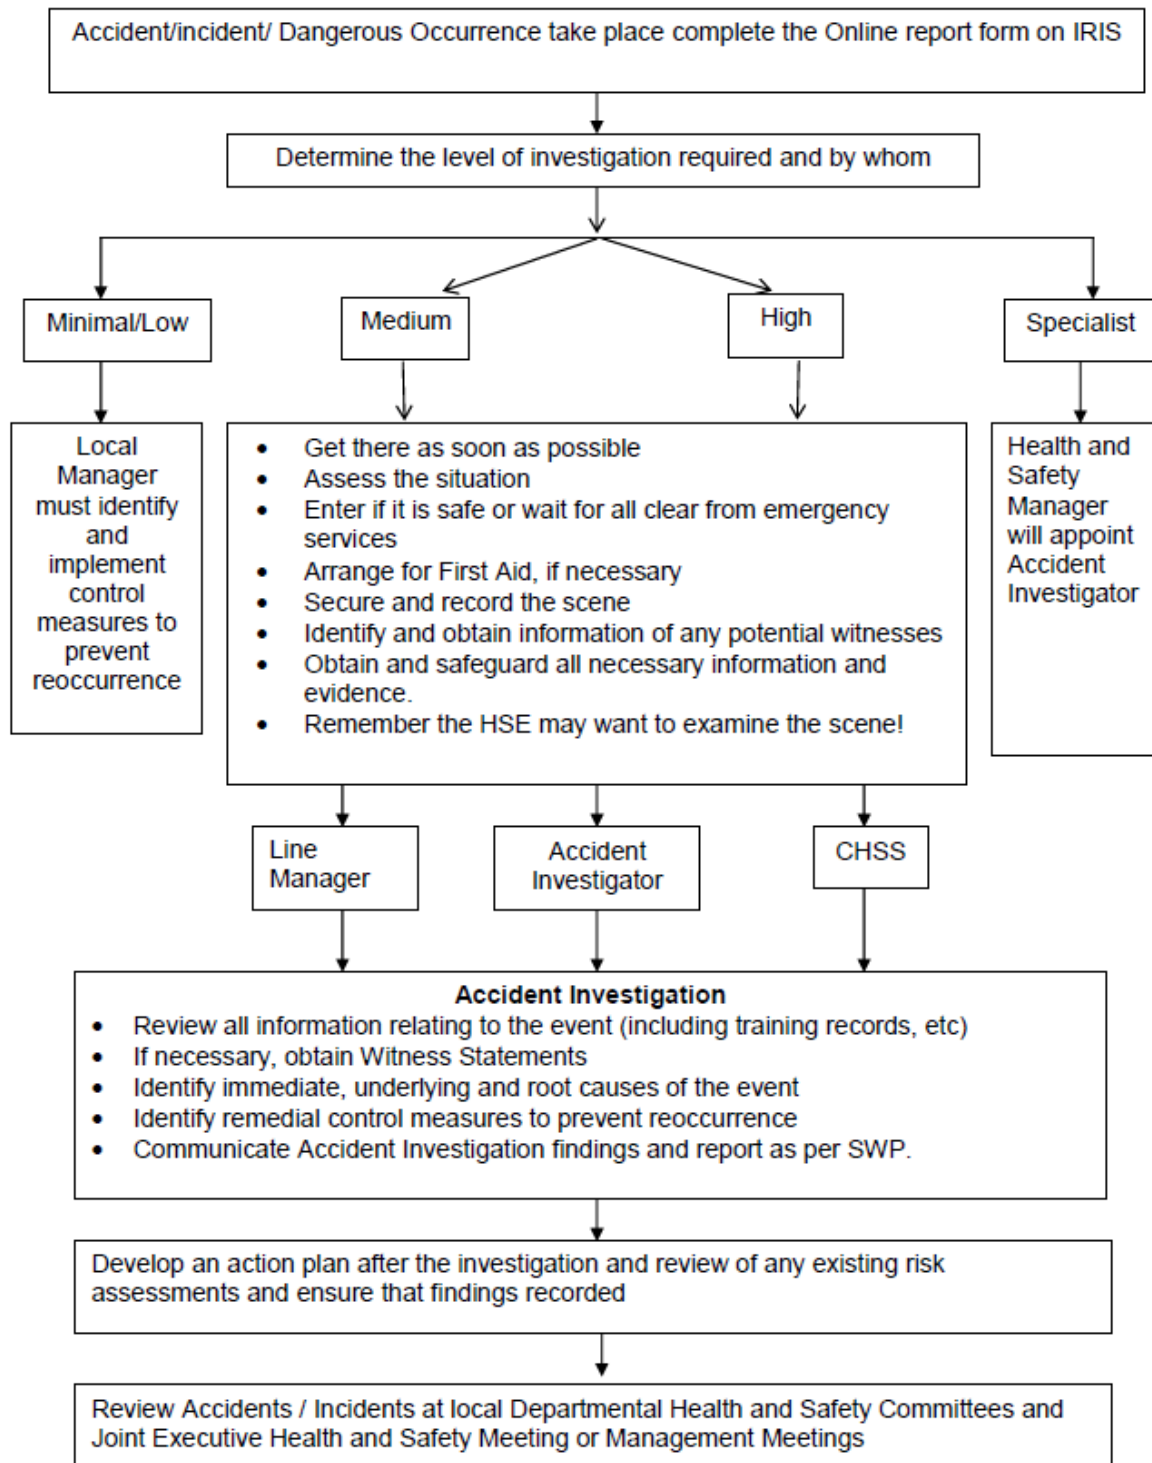 Accident/incident/ Dangerous Occurrence take place complete the Online report form on IRIS
Determine the level of investigation required and by whom
Minimal/Low
Medium
High
Specialist
Local
Manager
must identify
and
implement
control
measures to
prevent
reoccurrence
• Get there as soon as possible
• Assess the situation
• Enter if it is safe or wait for all clear from emergency
services
• Arrange for First Aid, if necessary
• Secure and record the scene
• Identify and obtain information of any potential witnesses
• Obtain and safeguard all necessary information and
evidence.
• Remember the HSE may want to examine the scene!
Health and
Safety
Manager
will appoint
Accident
Investigator
Line
Manager
Accident
Investigator
CHSS
Accident Investigation
• Review all information relating to the event (including training records, etc)
• If necessary, obtain Witness Statements
• Identify immediate, underlying and root causes of the event
• Identify remedial control measures to prevent reoccurrence
• Communicate Accident Investigation findings and report as per SWP.
Develop an action plan after the investigation and review of any existing risk
assessments and ensure that findings recorded
Review Accidents / Incidents at local Departmental Health and Safety Committees and
Joint Executive Health and Safety Meeting or Management Meetings